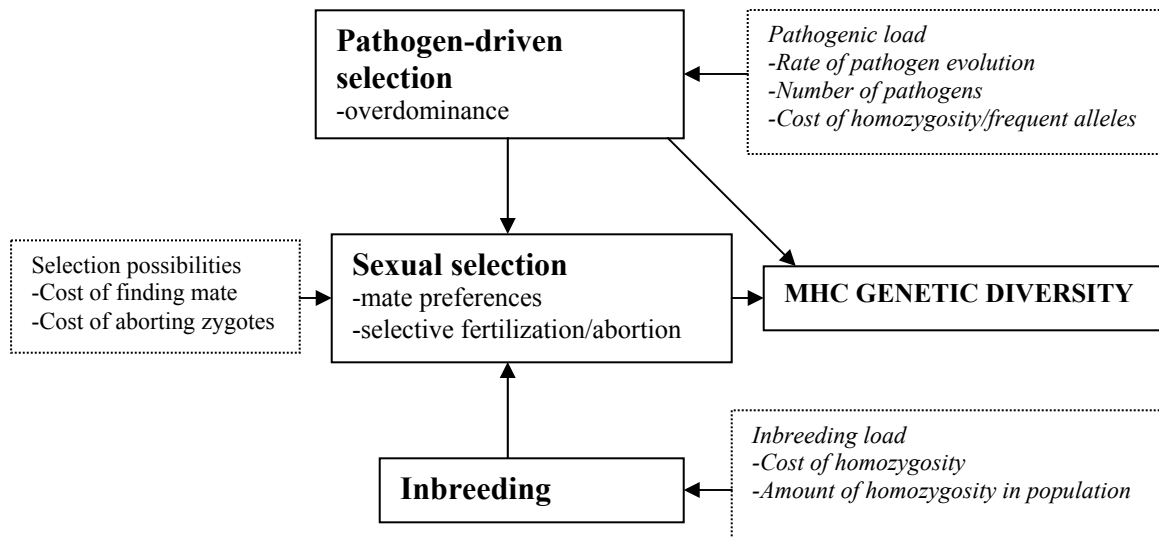 Pathogen-driven
selection
-overdominance
Pathogenic load
-Rate of pathogen evolution
-Number of pathogens
-Cost of homozygosity/frequent alleles
Selection possibilities
-Cost of finding mate
-Cost of aborting zygotes
Sexual selection
-mate preferences
-selective fertilization/abortion
MHC GENETIC DIVERSITY
Inbreeding
Inbreeding load
-Cost of homozygosity
-Amount of homozygosity in population